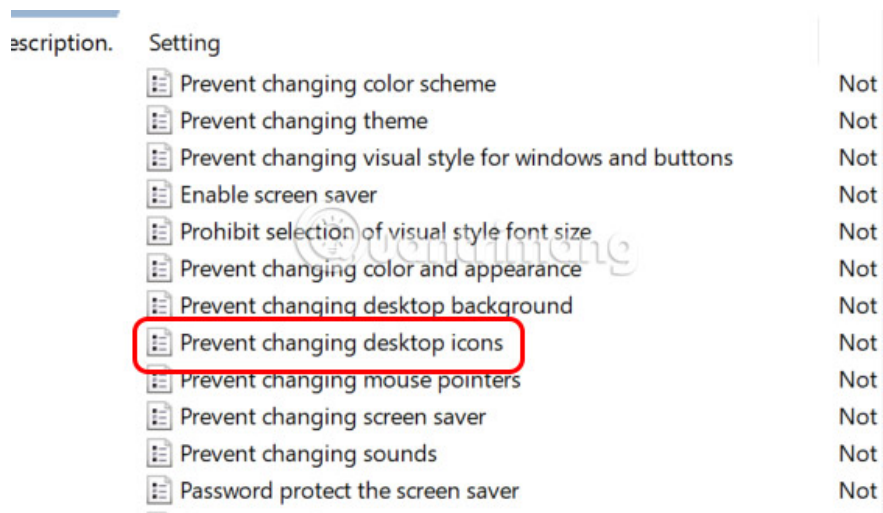 escription. Setting
Prevent changing color scheme Not
Prevent changing theme Not
Prevent changing visual style for windows and buttons Not
Enable screen saver Not
Prohibit selection of visual style font size Not
Quantrimang
Prevent changing color and appearance Not
Prevent changing desktop background Not
Prevent changing desktop icons Not
Prevent changing mouse pointers Not
Prevent changing screen saver Not
Prevent changing sounds Not
Password protect the screen saver Not